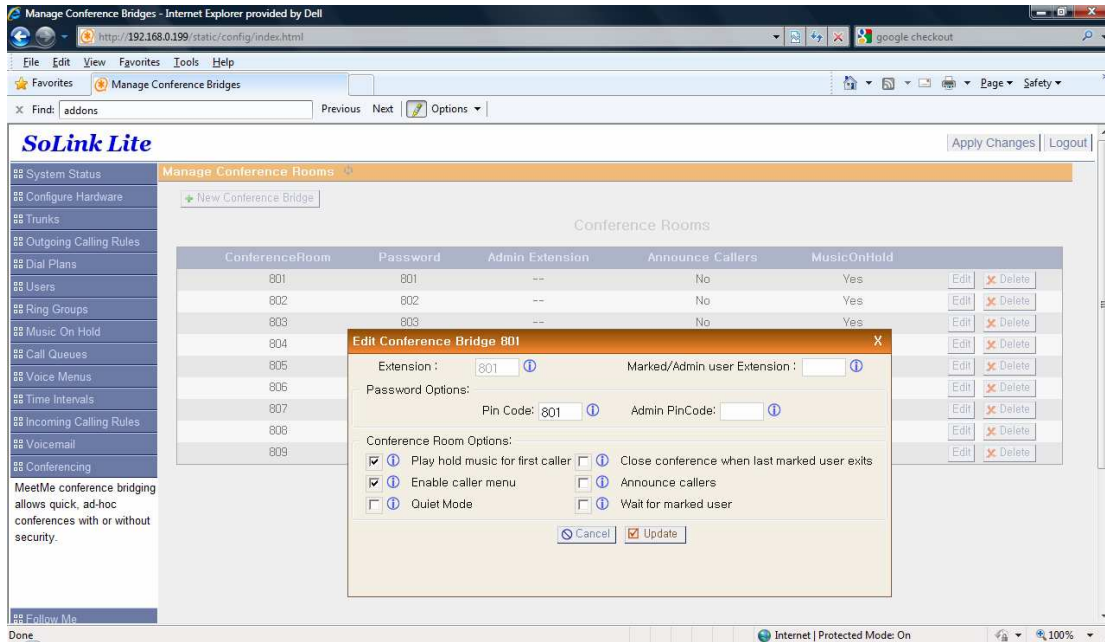 Manage Conference Bridges - Internet Explorer provided by Dell
http://192.168.0.199/static/config/index.html
google checkout
File Edit View Favorites Tools Help
Favorites Manage Conference Bridges Page Safety
x Find: addons Previous Next Options
SoLink Lite Apply Changes Logout
System Status Manage Conference Rooms
Configure Hardware New Conference Bridge
Trunks
Outgoing Calling Rules Conference Rooms
Dial Plans ConferenceRoom Password Admin Extension Announce Callers MusicOnHold
Users 801 801 -- No Yes Edit Delete
Ring Groups 802 802 -- No Yes Edit Delete
Music On Hold 803 803 -- No Yes Edit Delete
Call Queues 804 Edit Delete
Voice Menus 805 Edit Delete
Time Intervals 806 Edit Delete
Incoming Calling Rules 807 Edit Delete
Voicemail 808 Edit Delete
Conferencing 809 Edit Delete
MeetMe conference bridging
allows quick, ad-hoc
conferences with or without
security.
Follow Me
Edit Conference Bridge 801 X
Extension : 801 Marked/Admin user Extension :
Password Options:
Pin Code: 801 Admin PinCode:
Conference Room Options:
Play hold music for first caller Close conference when last marked user exits
Enable caller menu Announce callers
Quiet Mode Wait for marked user
Cancel Update
Done Internet | Protected Mode: On 100%